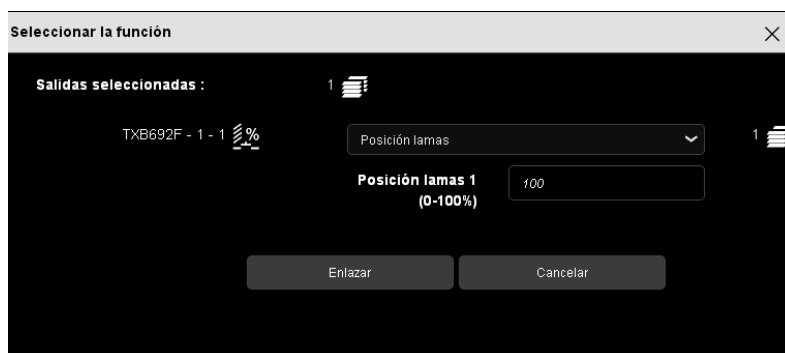 Seleccionar la función
Salidas seleccionadas : 1
TXB692F - 1 - 1 % Posición lamas 1
Posición lamas 1 100
(0-100%)
Enlazar Cancelar